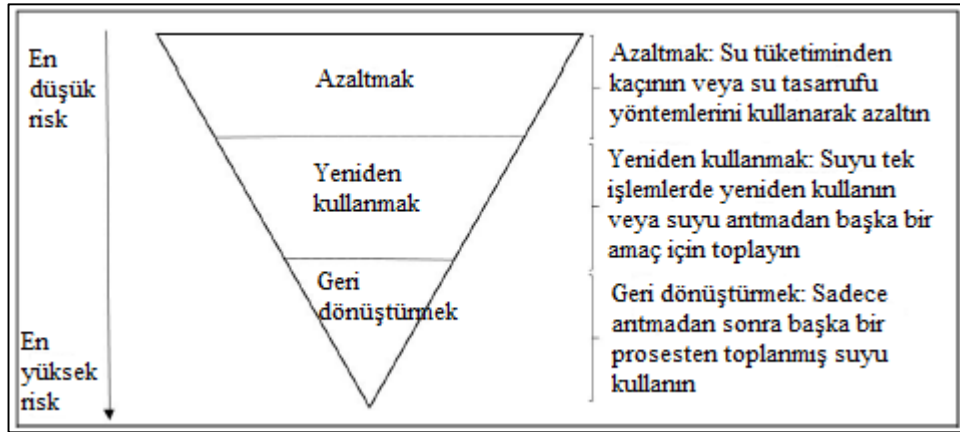 En
düşük
risk
En
yüksek
risk
Azaltmak
Yeniden
kullanmak
Geri
dönüştürmek
Azaltmak: Su tüketiminden
kaçının veya su tasarrufu
yöntemlerini kullanarak azaltın
Yeniden kullanmak: Suyu tek
işlemlerde yeniden kullanın
veya suyu arıtmadan başka bir
amaç için toplayın
Geri dönüştürmek: Sadece
arıtmadan sonra başka bir
prosesten toplanmış suyu
kullanın